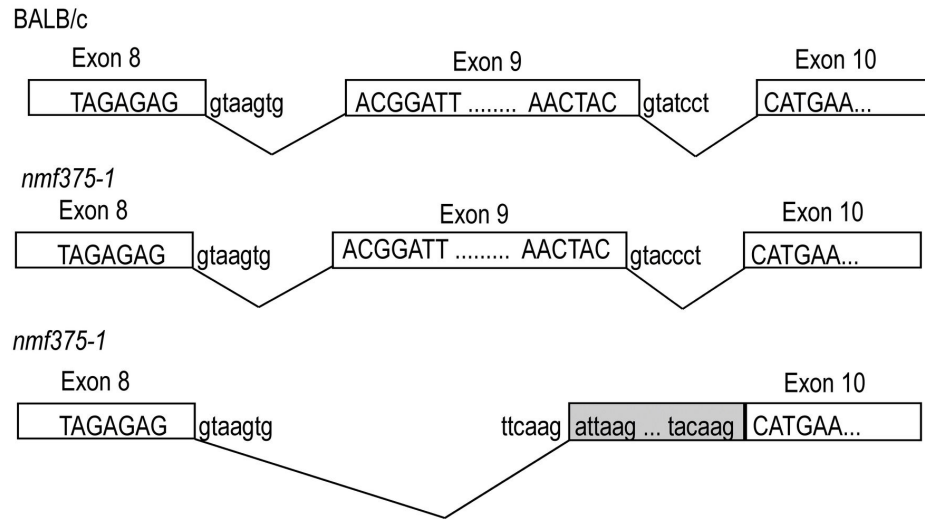 BALB/c
Exon 8 Exon 9 Exon 10
TAGAGAG gtaagtg ACGGATT ........ AACTAC gtatcct CATGAA...
nmf375-1
Exon 8 Exon 9 Exon 10
TAGAGAG gtaagtg ACGGATT ......... AACTAC gtaccct CATGAA...
nmf375-1
Exon 8 Exon 10
TAGAGAG gtaagtg ttcaag attaag ... tacaag CATGAA...